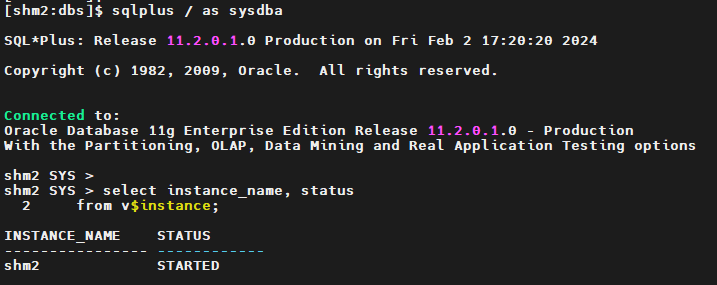 [shm2:dbs]$ sqlplus / as sysdba
SQL*Plus: Release 11.2.0.1.0 Production on Fri Feb 2 17:20:20 2024
Copyright (c) 1982, 2009, Oracle.  All rights reserved.
Connected to:
Oracle Database 11g Enterprise Edition Release 11.2.0.1.0 - Production
With the Partitioning, OLAP, Data Mining and Real Application Testing options
shm2 SYS >
shm2 SYS > select instance_name, status
  2     from v$instance;
INSTANCE_NAME    STATUS
---------------- ------------
shm2             STARTED